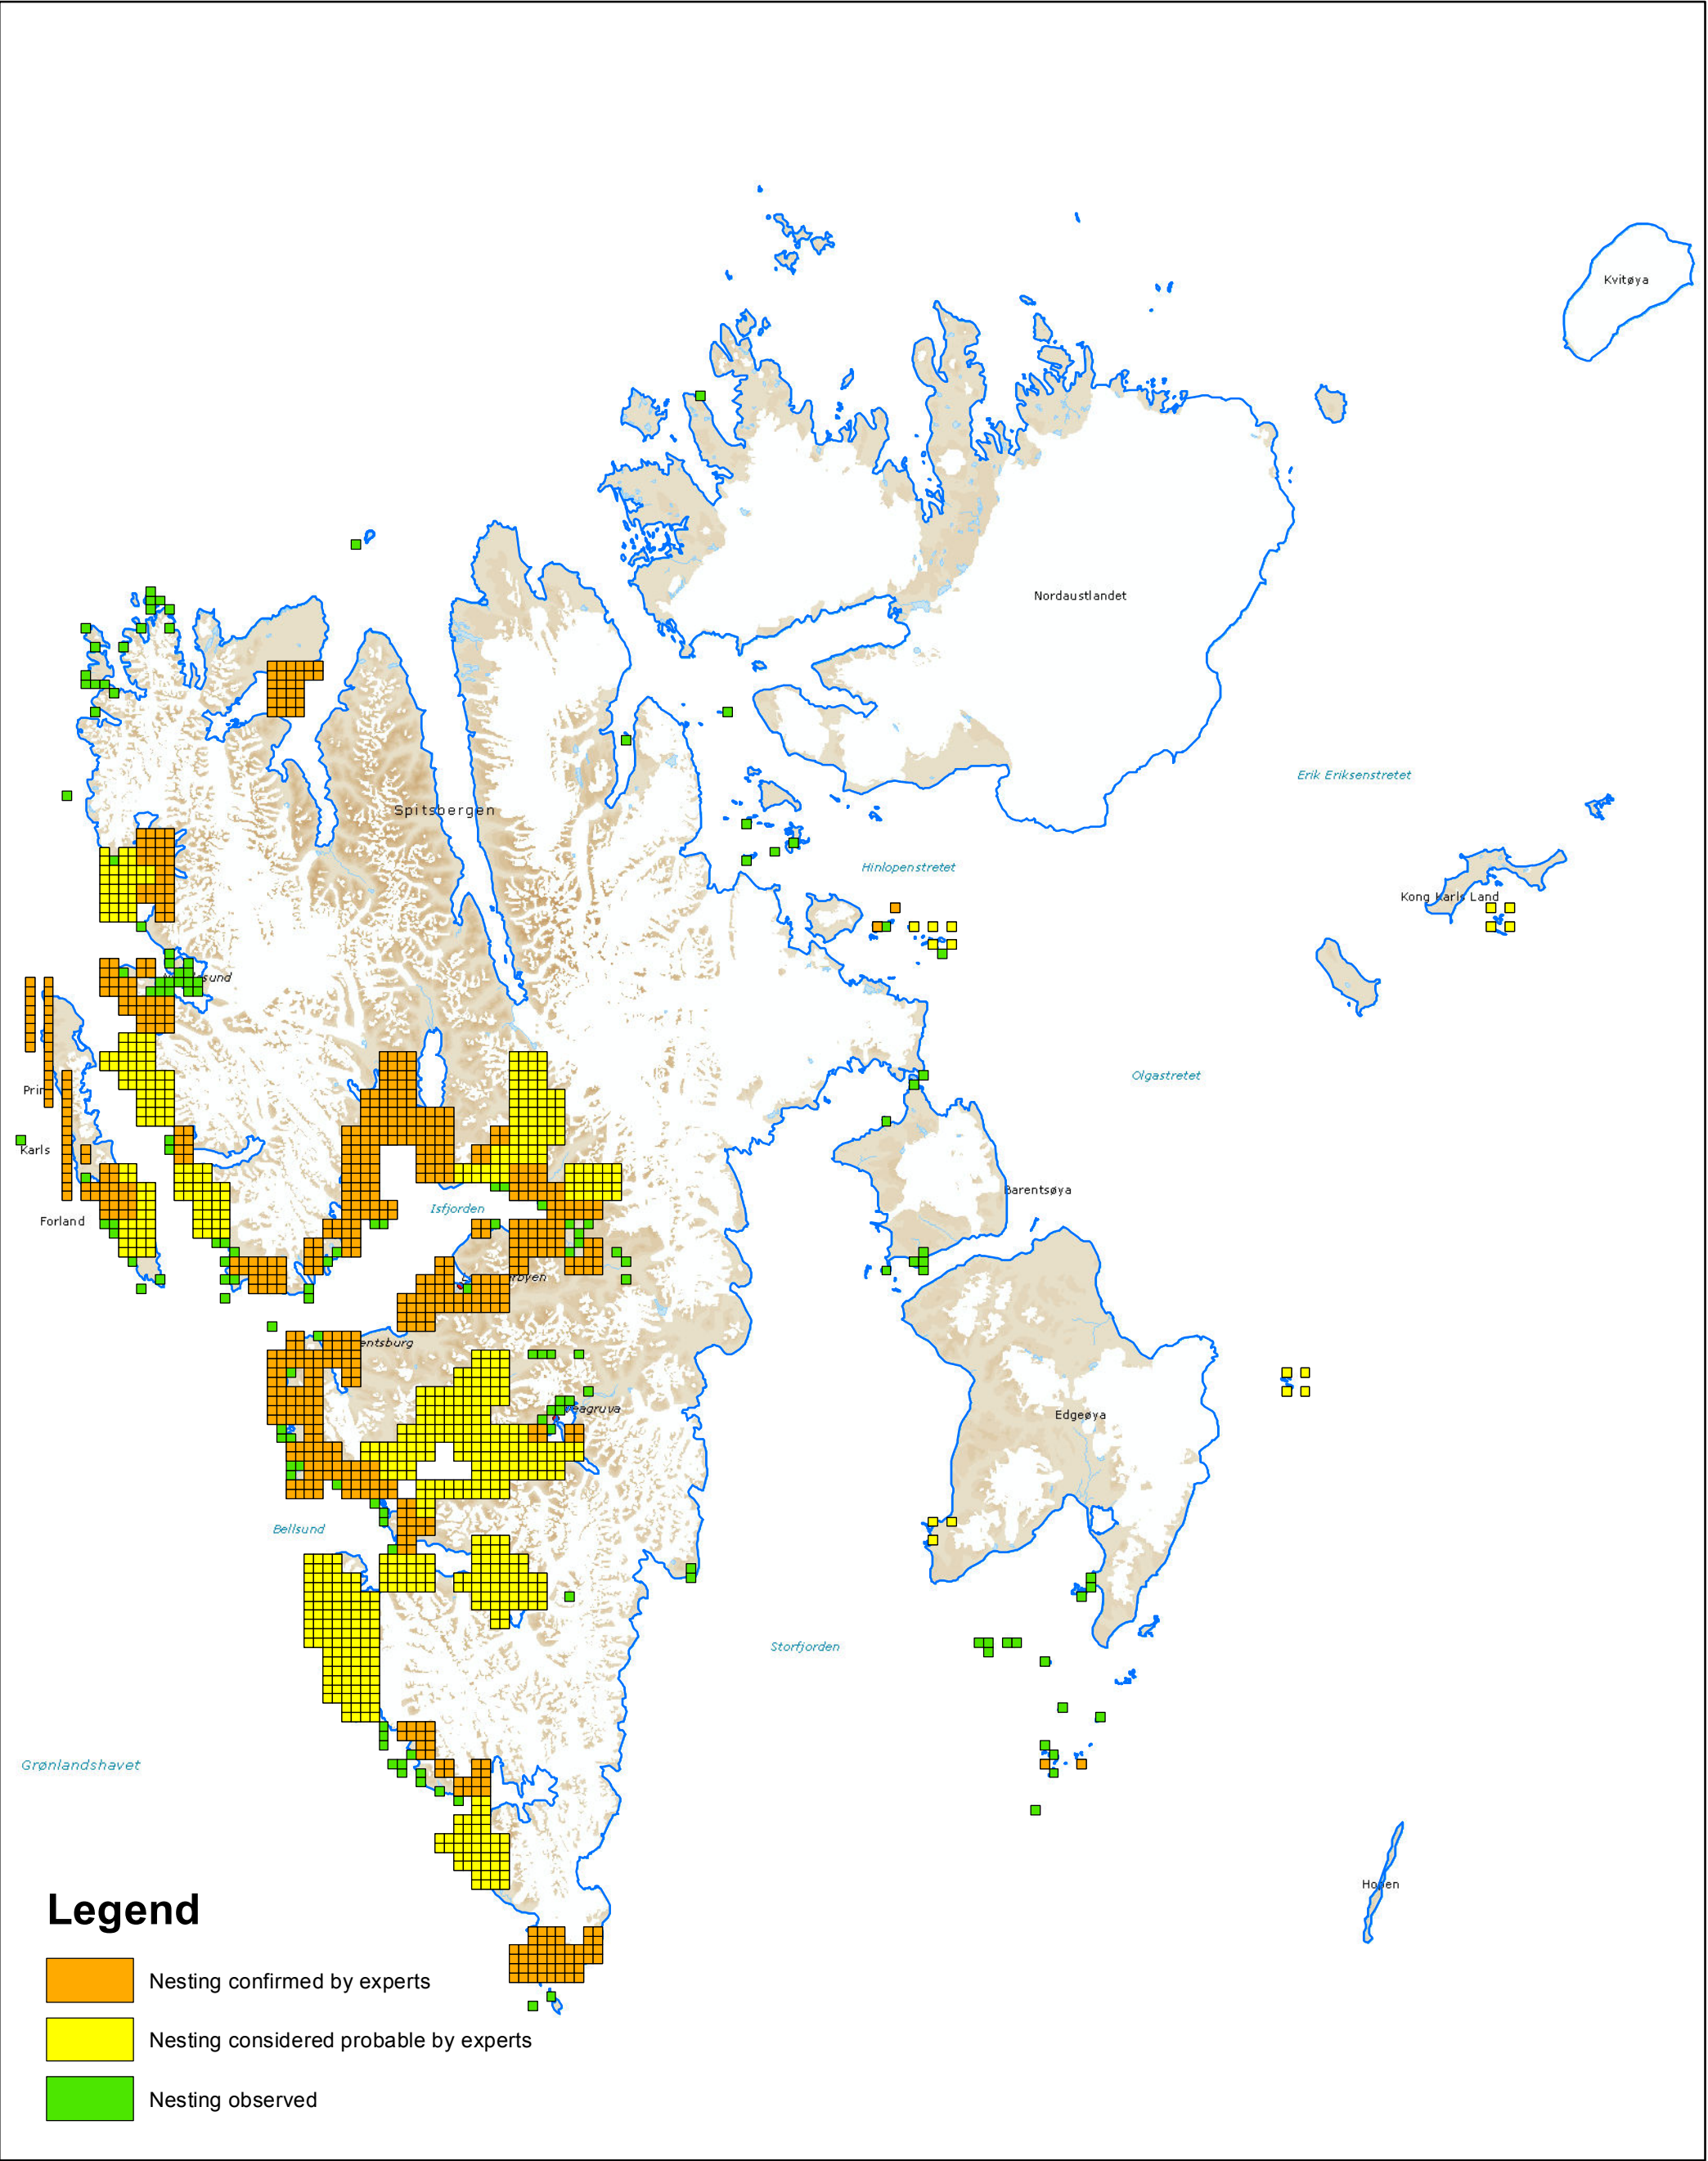 Kvitøya
Nordaustlandet
Erik Eriksenstretet
Spitsbergen
Hinlopenstretet
Kong Karls Land
sund
Olgastretet
Prin
Karls
Barentsøya
Isfjorden
Forland
rbyen
entsburg
eagruva
Edgeøya
Bellsund
Storfjorden
Grønlandshavet
Hopen
Legend
Nesting confirmed by experts
Nesting considered probable by experts
Nesting observed